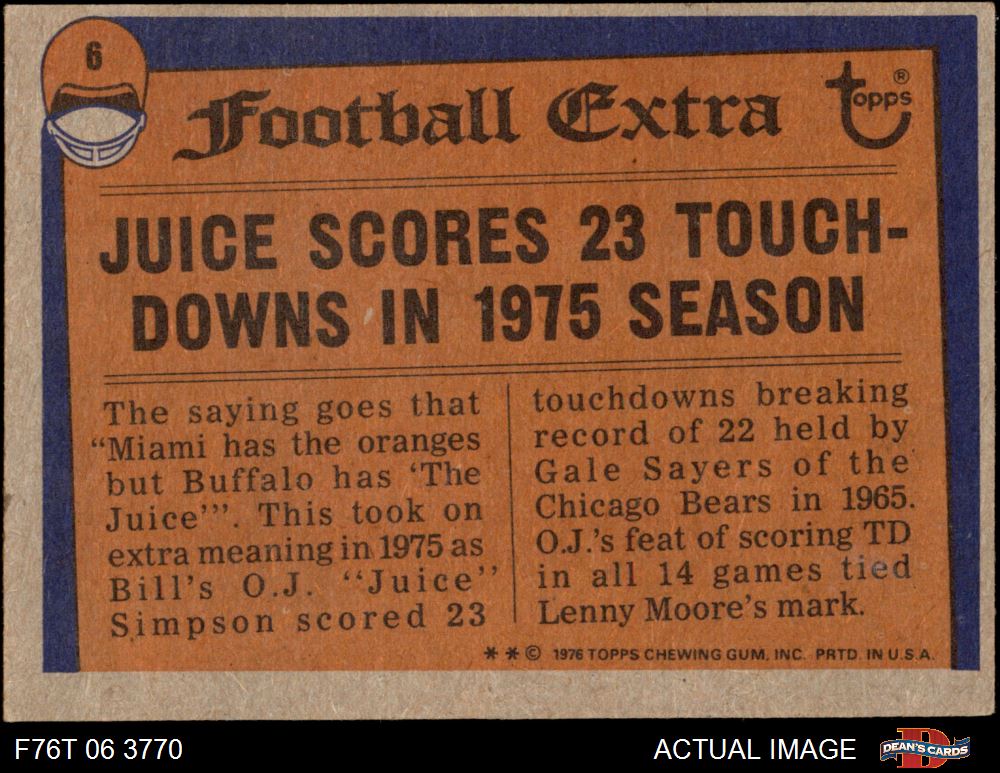 6
Football Extra
topps®
JUICE SCORES 23 TOUCH-
DOWNS IN 1975 SEASON
The saying goes that
“Miami has the oranges
but Buffalo has ‘The
Juice’”. This took on
extra meaning in 1975 as
Bill’s O.J. “Juice”
Simpson scored 23
touchdowns breaking
record of 22 held by
Gale Sayers of the
Chicago Bears in 1965.
O.J.’s feat of scoring TD
in all 14 games tied
Lenny Moore’s mark.
* * © 1976 TOPPS CHEWING GUM, INC. PRTD. IN U.S.A.
F76T 06 3770
ACTUAL IMAGE
DEAN'S CARDS